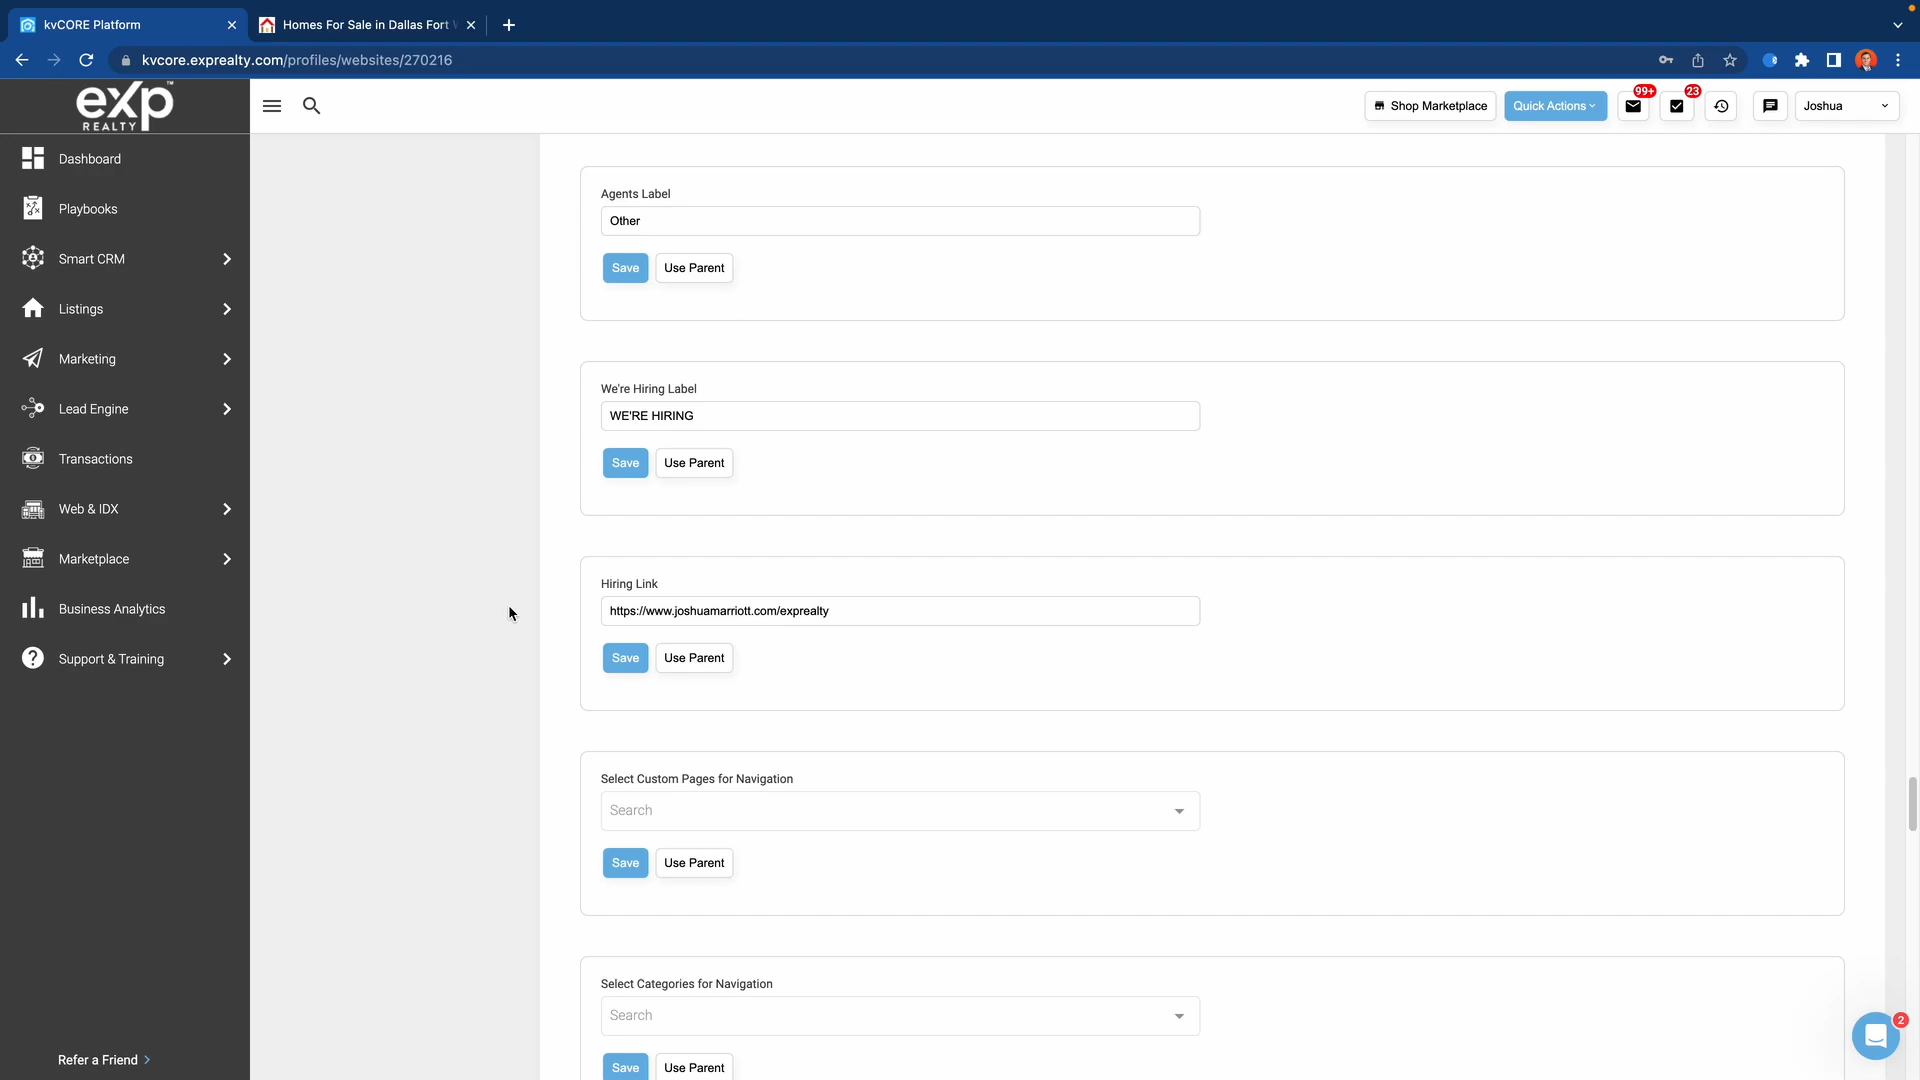 kvCORE Platform
Homes For Sale in Dallas Fort
kvcore.exprealty.com/profiles/websites/270216
exp
REALTY
TM
Shop Marketplace
Quick Actions
99+
23
Joshua
Dashboard
Playbooks
Smart CRM
Listings
Marketing
Lead Engine
Transactions
Web & IDX
Marketplace
Business Analytics
Support & Training
Refer a Friend
Agents Label
Other
Save
Use Parent
We're Hiring Label
WE'RE HIRING
Save
Use Parent
Hiring Link
https://www.joshuamarriott.com/exprealty
Save
Use Parent
Select Custom Pages for Navigation
Search
Save
Use Parent
Select Categories for Navigation
Search
Save
Use Parent
2